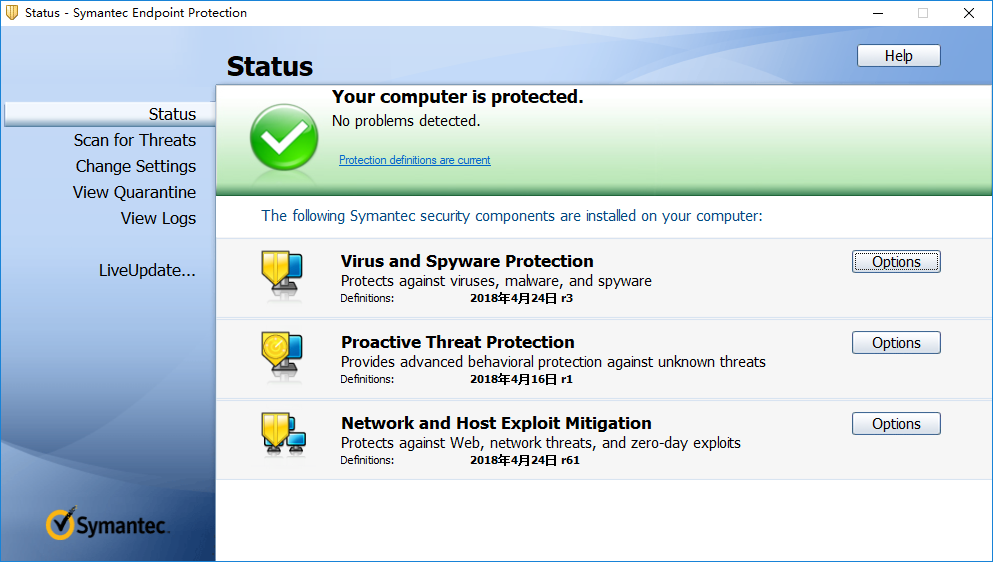 Status - Symantec Endpoint Protection
Status
Help
Status
Scan for Threats
Change Settings
View Quarantine
View Logs
LiveUpdate...
Your computer is protected.
No problems detected.
Protection definitions are current
The following Symantec security components are installed on your computer:
Virus and Spyware Protection
Options
Protects against viruses, malware, and spyware
Definitions: 2018年4月24日 r3
Proactive Threat Protection
Options
Provides advanced behavioral protection against unknown threats
Definitions: 2018年4月16日 r1
Network and Host Exploit Mitigation
Options
Protects against Web, network threats, and zero-day exploits
Definitions: 2018年4月24日 r61
Symantec.